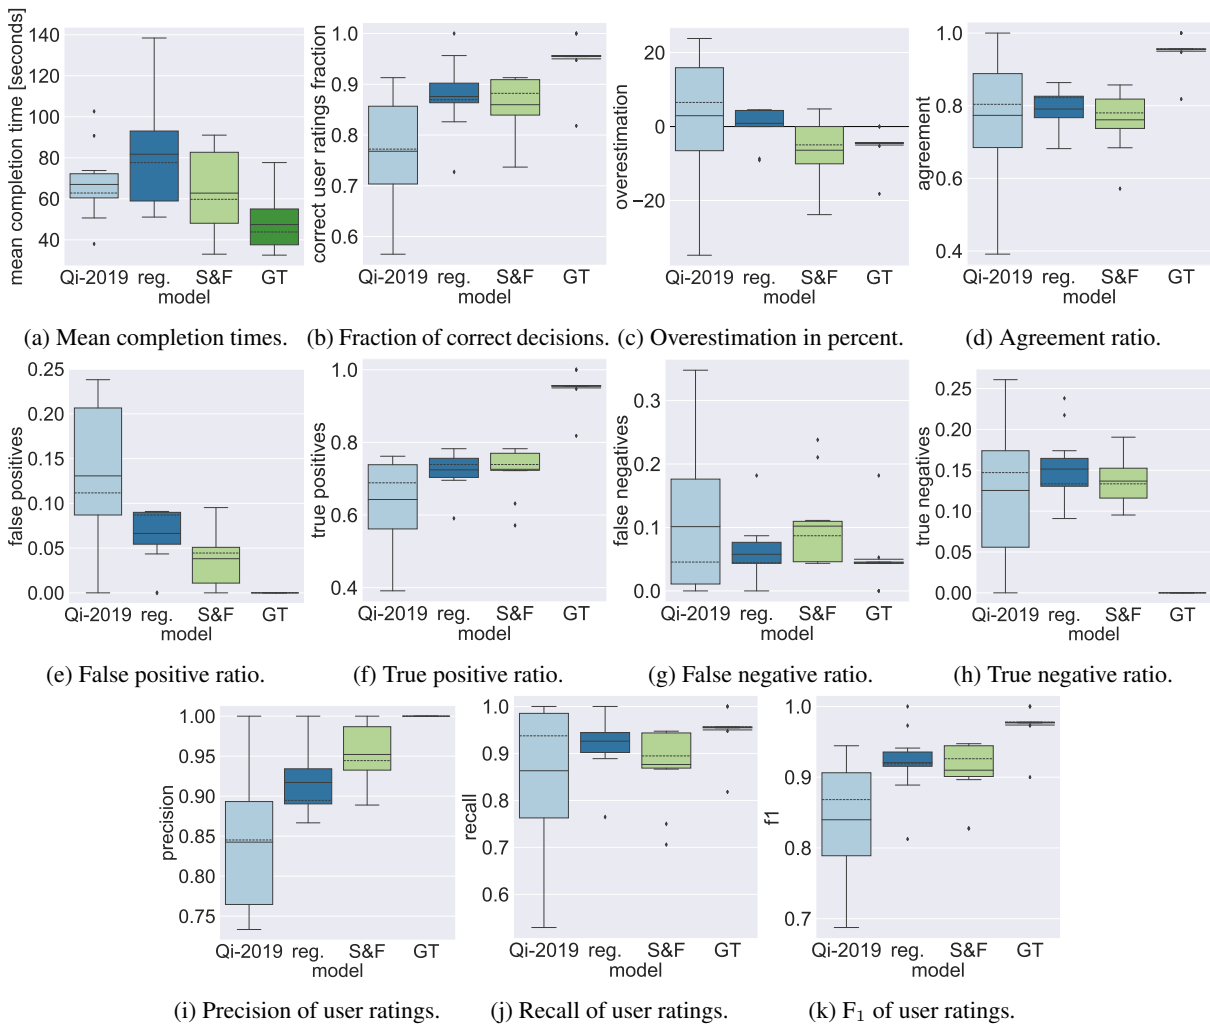 mean completion time [seconds]
140
120
100
80
60
40
Qi-2019 reg. S&F GT
model
(a) Mean completion times.
correct user ratings fraction
1.0
0.9
0.8
0.7
0.6
Qi-2019 reg. S&F GT
model
(b) Fraction of correct decisions.
overestimation
20
0
−20
Qi-2019 reg. S&F GT
model
(c) Overestimation in percent.
agreement
1.0
0.8
0.6
0.4
Qi-2019 reg. S&F GT
model
(d) Agreement ratio.
false positives
0.25
0.20
0.15
0.10
0.05
0.00
Qi-2019 reg. S&F GT
model
(e) False positive ratio.
true positives
1.0
0.8
0.6
0.4
Qi-2019 reg. S&F GT
model
(f) True positive ratio.
false negatives
0.3
0.2
0.1
0.0
Qi-2019 reg. S&F GT
model
(g) False negative ratio.
true negatives
0.25
0.20
0.15
0.10
0.05
0.00
Qi-2019 reg. S&F GT
model
(h) True negative ratio.
precision
1.00
0.95
0.90
0.85
0.80
0.75
Qi-2019 reg. S&F GT
model
(i) Precision of user ratings.
recall
1.0
0.9
0.8
0.7
0.6
Qi-2019 reg. S&F GT
model
(j) Recall of user ratings.
f1
1.0
0.9
0.8
0.7
Qi-2019 reg. S&F GT
model
(k) F₁ of user ratings.